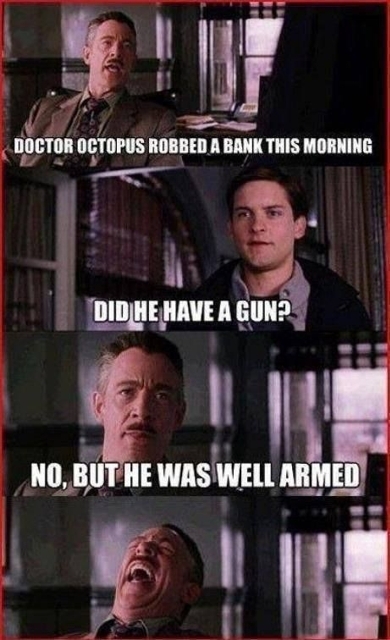 DOCTOR OCTOPUS ROBBED A BANK THIS MORNING
DID HE HAVE A GUN?
NO, BUT HE WAS WELL ARMED